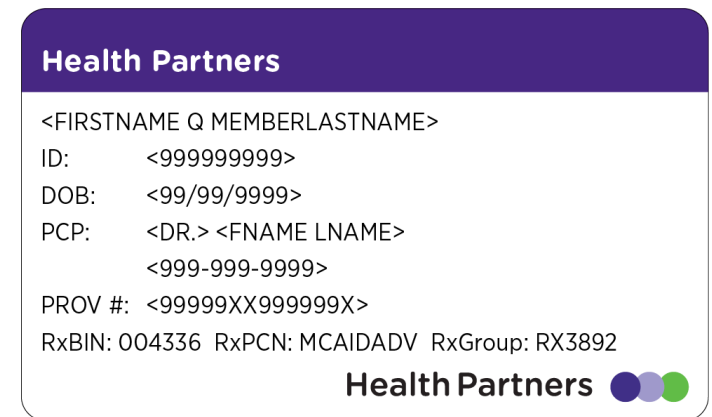 Health Partners
<FIRSTNAME Q MEMBERLASTNAME>
ID: <999999999>
DOB: <99/99/9999>
PCP: <DR.> <FNAME LNAME>
<999-999-9999>
PROV #: <99999XX999999X>
RxBIN: 004336 RxPCN: MCAIDADV RxGroup: RX3892
Health Partners